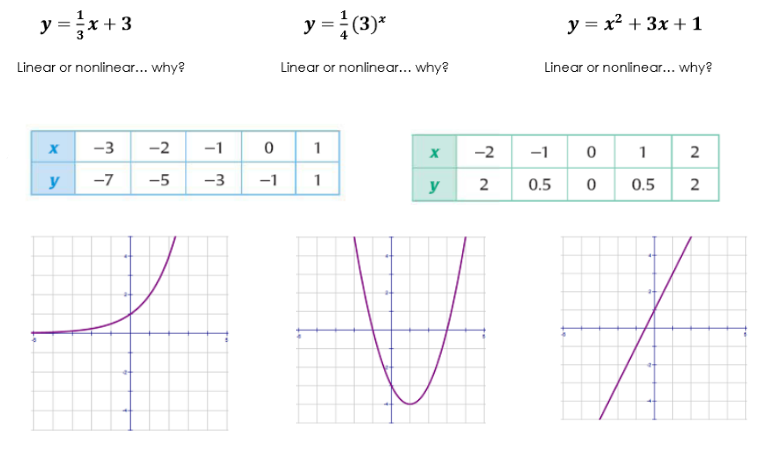 y = 1/3 x + 3
y = 1/4 (3)ˣ
y = x² + 3x + 1
Linear or nonlinear... why?
Linear or nonlinear... why?
Linear or nonlinear... why?
x −3 −2 −1 0 1
y −7 −5 −3 −1 1
x −2 −1 0 1 2
y 2 0.5 0 0.5 2